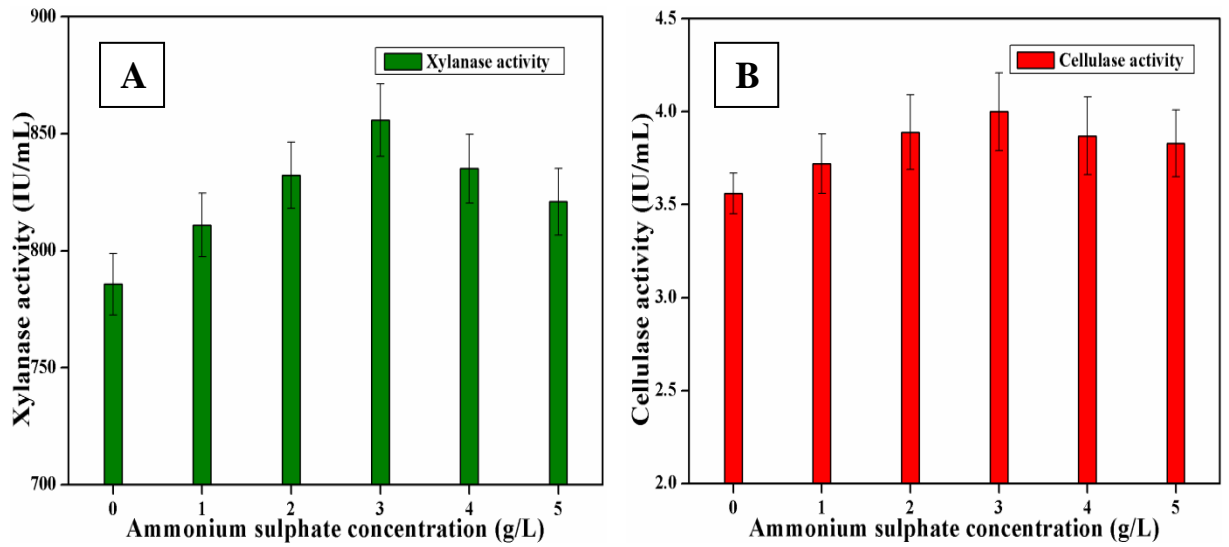 A
Xylanase activity
Xylanase activity (IU/mL)
900
850
800
750
700
0 1 2 3 4 5
Ammonium sulphate concentration (g/L)
B
Cellulase activity
Cellulase activity (IU/mL)
4.5
4.0
3.5
3.0
2.5
2.0
0 1 2 3 4 5
Ammonium sulphate concentration (g/L)